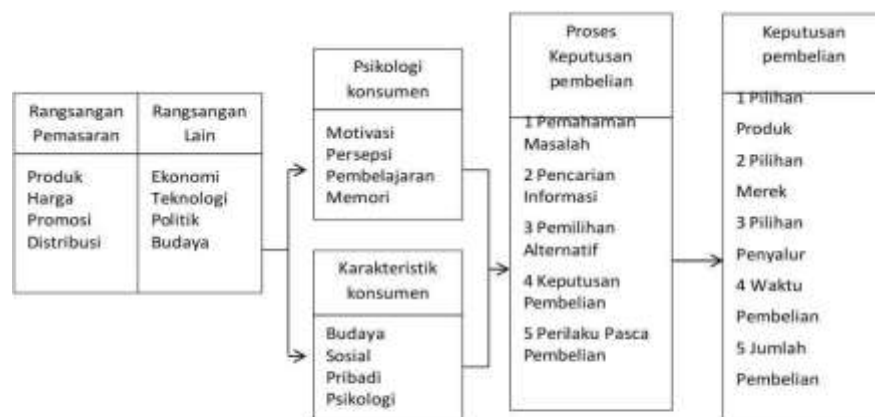 Rangsangan
Pemasaran
Produk
Harga
Promosi
Distribusi
Rangsangan
Lain
Ekonomi
Teknologi
Politik
Budaya
Psikologi
konsumen
Motivasi
Persepsi
Pembelajaran
Memori
Karakteristik
konsumen
Budaya
Sosial
Pribadi
Psikologi
Proses
Keputusan
pembelian
1 Pemahaman
Masalah
2 Pencarian
Informasi
3 Pemilihan
Alternatif
4 Keputusan
Pembelian
5 Perilaku Pasca
Pembelian
Keputusan
pembelian
1 Pilihan
Produk
2 Pilihan
Merek
3 Pilihan
Penyalur
4 Waktu
Pembelian
5 Jumlah
Pembelian